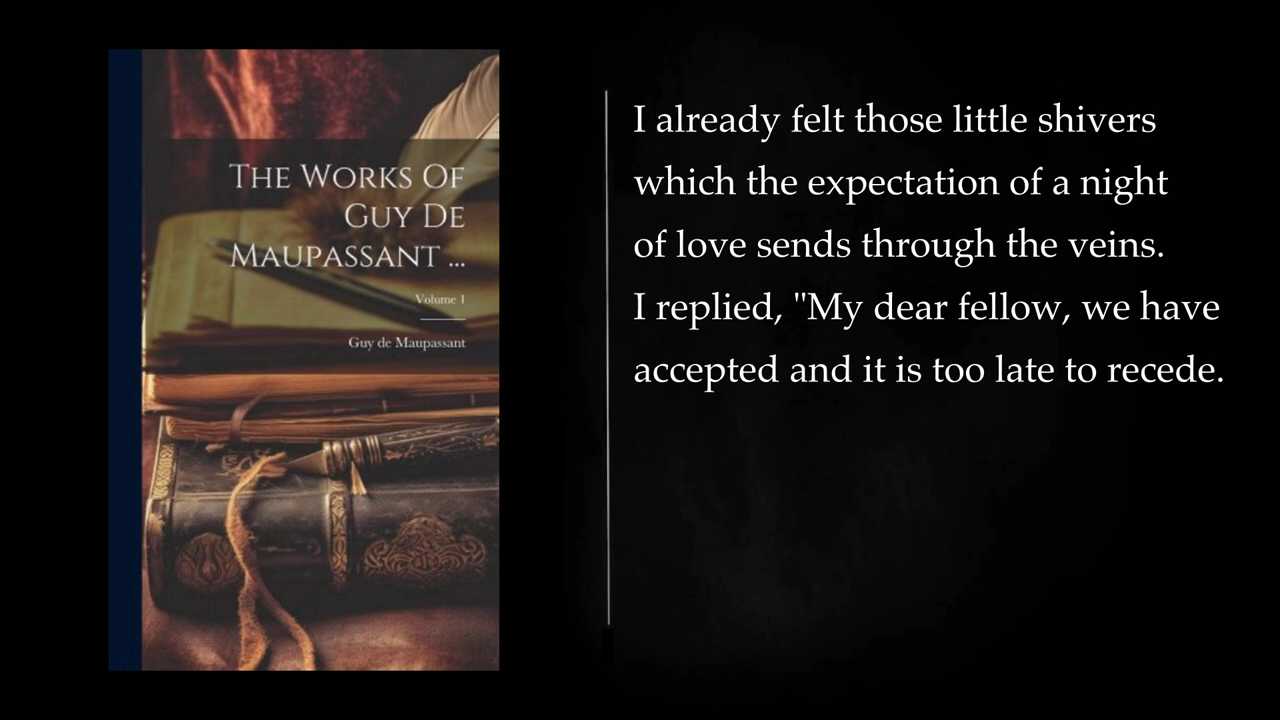 THE WORKS OF
GUY DE
MAUPASSANT ...
Volume 1
Guy de Maupassant
I already felt those little shivers
which the expectation of a night
of love sends through the veins.
I replied, "My dear fellow, we have
accepted and it is too late to recede.